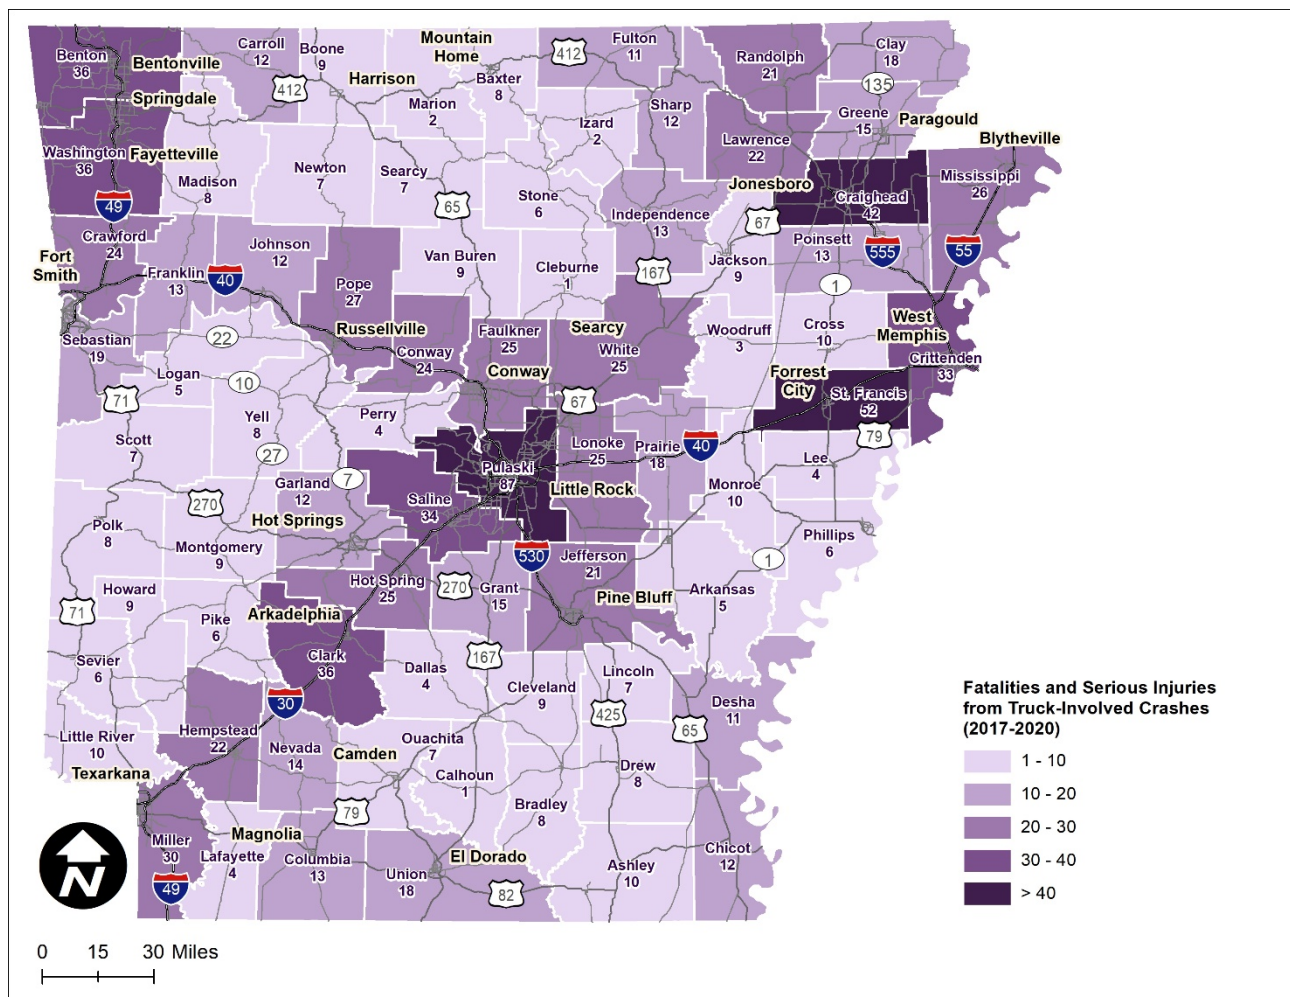 Benton
36
Bentonville
Springdale
Carroll
12
Boone
9
412
Harrison
Mountain
Home
Baxter
8
Marion
2
412
Fulton
11
Randolph
21
Clay
18
135
Sharp
12
Izard
2
Greene
15
Paragould
Blytheville
Lawrence
22
Washington
36
Fayetteville
Madison
8
Newton
7
Searcy
7
Stone
6
65
Independence
13
Jonesboro
67
Craighead
42
Mississippi
26
49
Crawford
24
Fort
Smith
Franklin
13
Johnson
12
40
Pope
27
Van Buren
9
Cleburne
1
167
Jackson
9
Poinsett
13
555
55
1
Russellville
Conway
24
Faulkner
25
Searcy
White
25
Conway
Woodruff
3
Cross
10
West
Memphis
Crittenden
33
Sebastian
19
22
Logan
5
10
71
Yell
8
Perry
4
67
Forrest
City
St. Francis
52
79
Scott
7
27
7
Garland
12
Hot Springs
Pulaski
87
Lonoke
25
Prairie
18
40
Little Rock
Saline
34
Monroe
10
Lee
4
270
Polk
8
Montgomery
9
Phillips
6
530
Jefferson
21
1
Howard
9
71
Hot Spring
25
270
Grant
15
Pine Bluff
Arkansas
5
Pike
6
Arkadelphia
Clark
36
Sevier
6
167
Dallas
4
Cleveland
9
Lincoln
7
Desha
11
30
425
65
Little River
10
Texarkana
Hempstead
22
Nevada
14
Camden
Ouachita
7
Calhoun
1
Drew
8
79
Bradley
8
Miller
30
49
Magnolia
Lafayette
4
Columbia
13
Union
18
El Dorado
82
Ashley
10
Chicot
12
Fatalities and Serious Injuries
from Truck-Involved Crashes
(2017-2020)
1 - 10
10 - 20
20 - 30
30 - 40
> 40
N
0 15 30 Miles